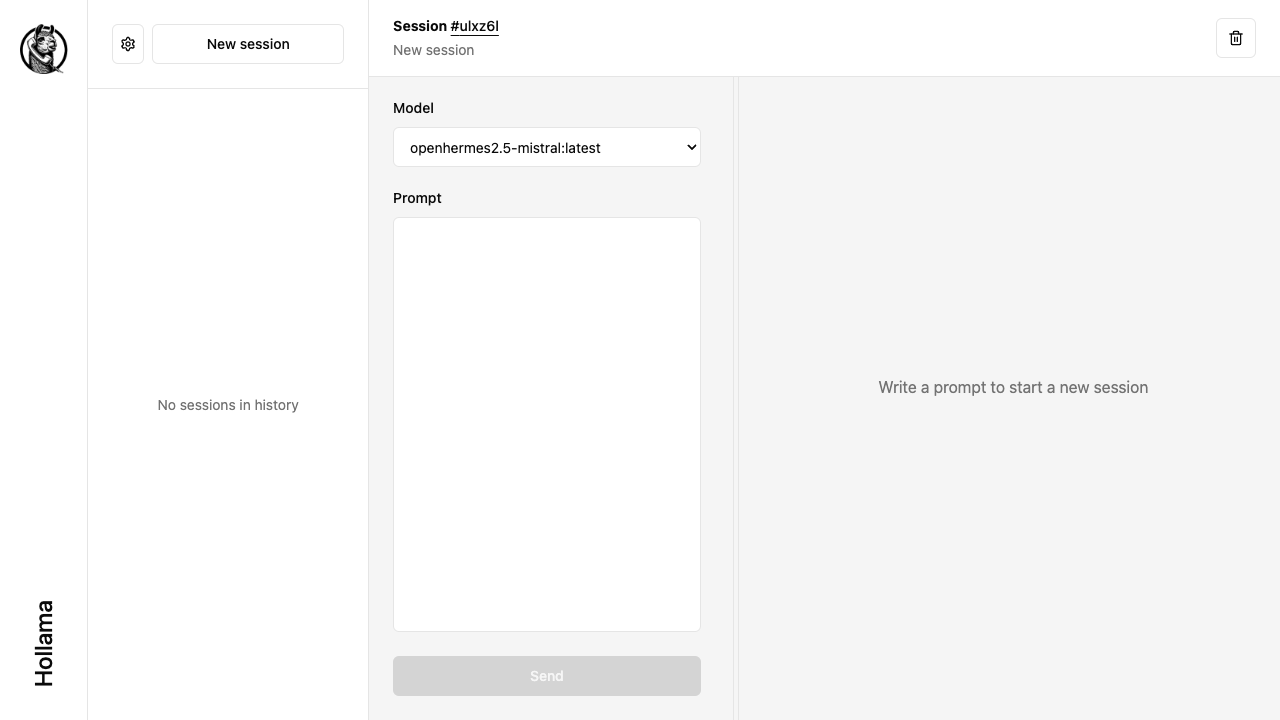 New session
No sessions in history
Hollama
Session #ulxz6l
New session
Model
openhermes2.5-mistral:latest
Prompt
Send
Write a prompt to start a new session